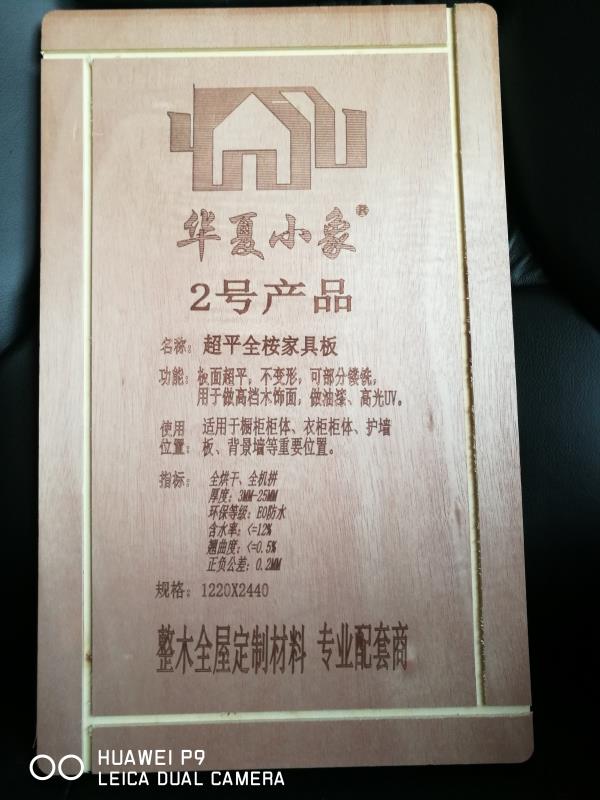 华夏小象®
2号产品
名称：超平全桉家具板
功能：板面超平，不变形，可部分镂铣，
用于做高档木饰面，做油漆、高光UV。
使用 适用于橱柜柜体、衣柜柜体、护墙
位置：板、背景墙等重要位置。
指标：全烘干、全机拼
厚度：3MM-25MM
环保等级：E0防水
含水率：<=12%
翘曲度：<=0.5%
正负公差：0.2MM
规格：1220X2440
整木全屋定制材料 专业配套商
HUAWEI P9
LEICA DUAL CAMERA